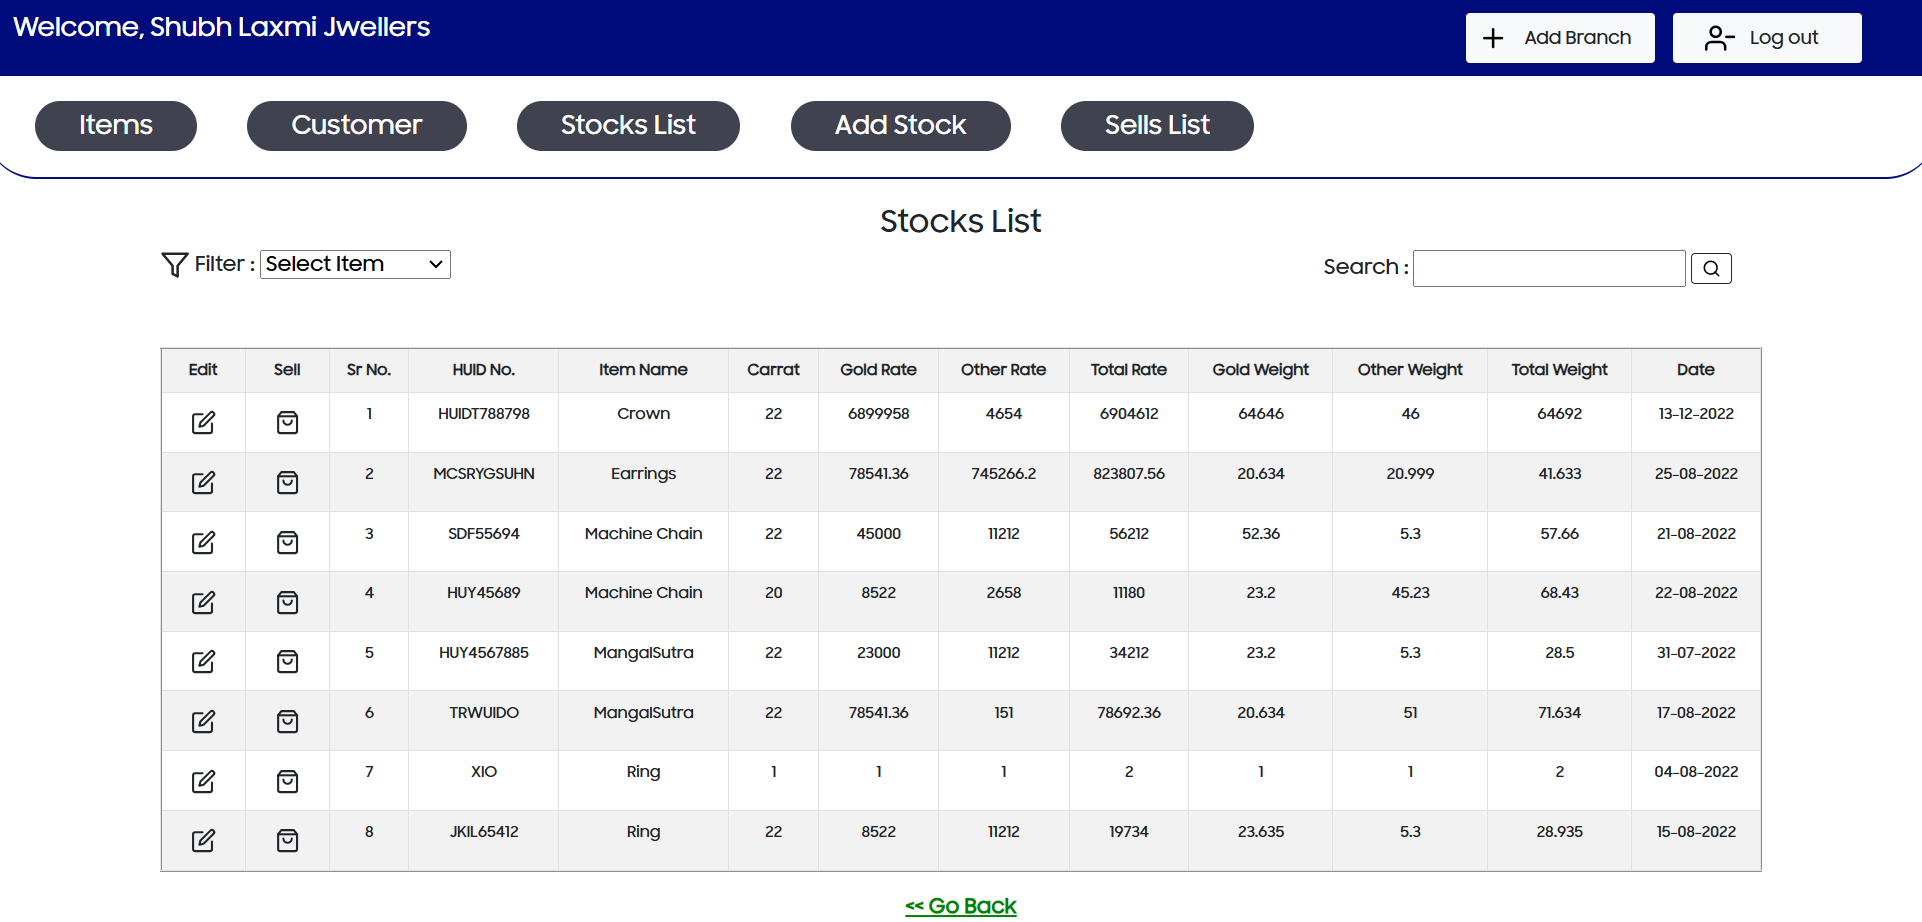 Welcome, Shubh Laxmi Jwellers
Add Branch
Log out
Items
Customer
Stocks List
Add Stock
Sells List
Stocks List
Filter : Select Item
Search :
Edit Sell Sr No. HUID No. Item Name Carrat Gold Rate Other Rate Total Rate Gold Weight Other Weight Total Weight Date
1 HUIDT788798 Crown 22 6899958 4654 6904612 64646 46 64692 13-12-2022
2 MCSRYGSUHN Earrings 22 78541.36 745266.2 823807.56 20.634 20.999 41.633 25-08-2022
3 SDF55694 Machine Chain 22 45000 11212 56212 52.36 5.3 57.66 21-08-2022
4 HUY45689 Machine Chain 20 8522 2658 11180 23.2 45.23 68.43 22-08-2022
5 HUY4567885 MangalSutra 22 23000 11212 34212 23.2 5.3 28.5 31-07-2022
6 TRWUIDO MangalSutra 22 78541.36 151 78692.36 20.634 51 71.634 17-08-2022
7 XIO Ring 1 1 1 2 1 1 2 04-08-2022
8 JKIL65412 Ring 22 8522 11212 19734 23.635 5.3 28.935 15-08-2022
<< Go Back